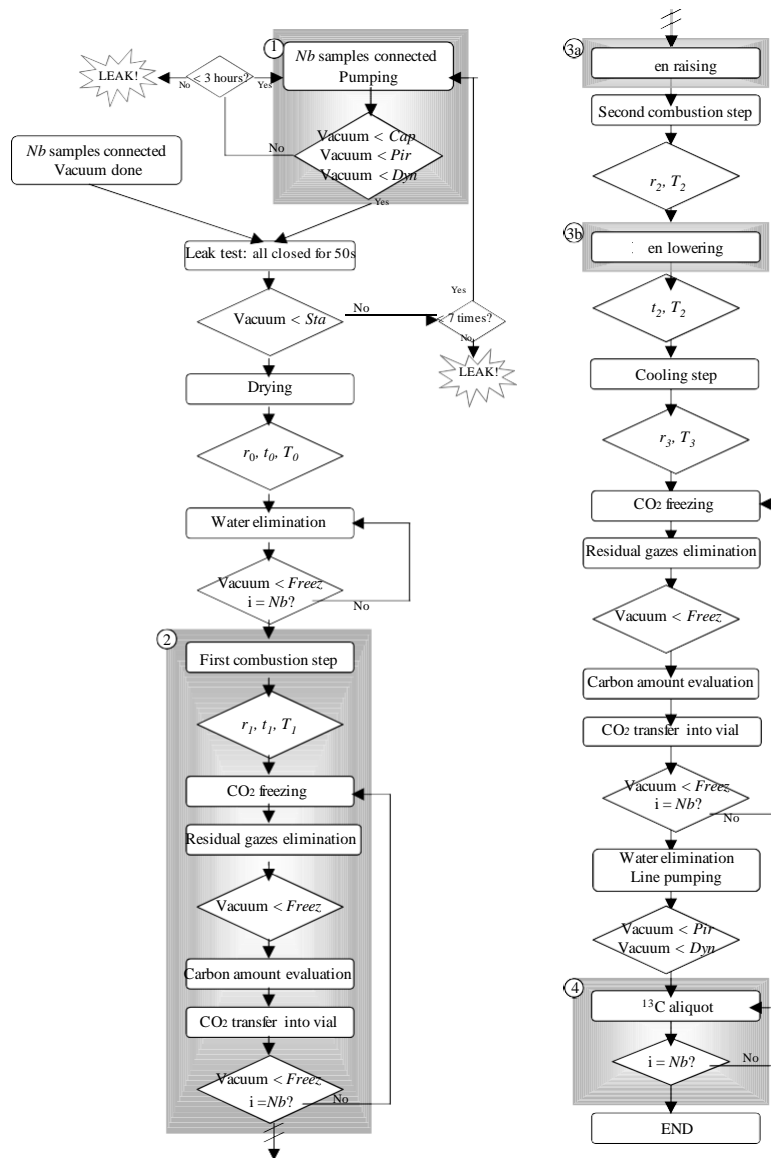 1
Nb samples connected
Pumping
LEAK!
No
< 3 hours?
Yes
Vacuum < Cap
Vacuum < Pir
Vacuum < Dyn
No
Yes
Nb samples connected
Vacuum done
Leak test: all closed for 50s
Vacuum < Sta
No
Yes
7 times?
No
LEAK!
Drying
r0, t0, T0
Water elimination
Vacuum < Freez
i = Nb?
No
2
First combustion step
r1, t1, T1
CO2 freezing
Residual gazes elimination
Vacuum < Freez
Carbon amount evaluation
CO2 transfer into vial
Vacuum < Freez
i =Nb?
No
3a
en raising
Second combustion step
r2, T2
3b
en lowering
t2, T2
Cooling step
r3, T3
CO2 freezing
Residual gazes elimination
Vacuum < Freez
Carbon amount evaluation
CO2 transfer into vial
Vacuum < Freez
i = Nb?
No
Water elimination
Line pumping
Vacuum < Pir
Vacuum < Dyn
4
13C aliquot
i = Nb?
No
END